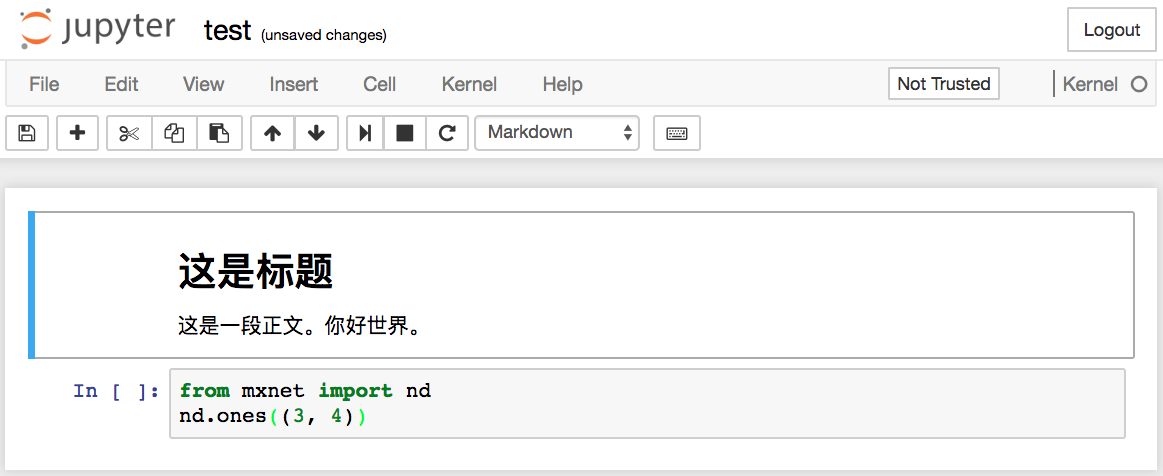 jupyter test (unsaved changes) Logout
File Edit View Insert Cell Kernel Help Not Trusted Kernel
Markdown
这是标题
这是一段正文。你好世界。
In [ ]: from mxnet import nd
nd.ones((3, 4))